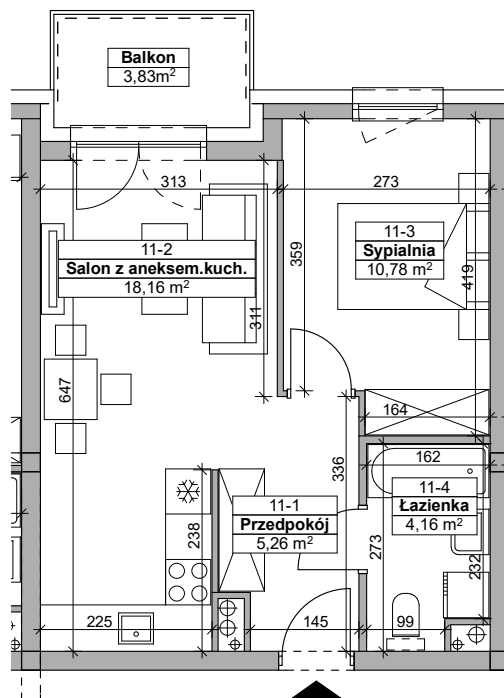 Balkon
3,83m²
313
273
11-2
Salon z aneksem.kuch.
18,16 m²
11-3
Sypialnia
10,78 m²
359
419
311
647
164
162
336
11-1
Przedpokój
5,26 m²
11-4
Łazienka
4,16 m²
238
273
232
225
145
99